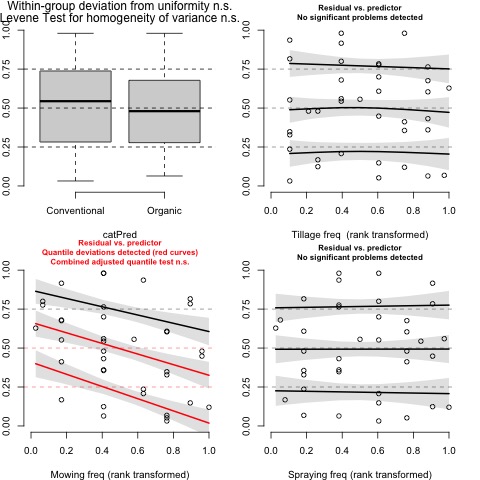 Within-group deviation from uniformity n.s.
Levene Test for homogeneity of variance n.s.
1.00
0.75
0.50
0.25
0.00
Conventional Organic
catPred
Residual vs. predictor
No significant problems detected
1.00
0.75
0.50
0.25
0.00
0.0 0.2 0.4 0.6 0.8 1.0
Tillage freq (rank transformed)
Residual vs. predictor
Quantile deviations detected (red curves)
Combined adjusted quantile test n.s.
1.00
0.75
0.50
0.25
0.00
0.0 0.2 0.4 0.6 0.8 1.0
Mowing freq (rank transformed)
Residual vs. predictor
No significant problems detected
1.00
0.75
0.50
0.25
0.00
0.0 0.2 0.4 0.6 0.8 1.0
Spraying freq (rank transformed)